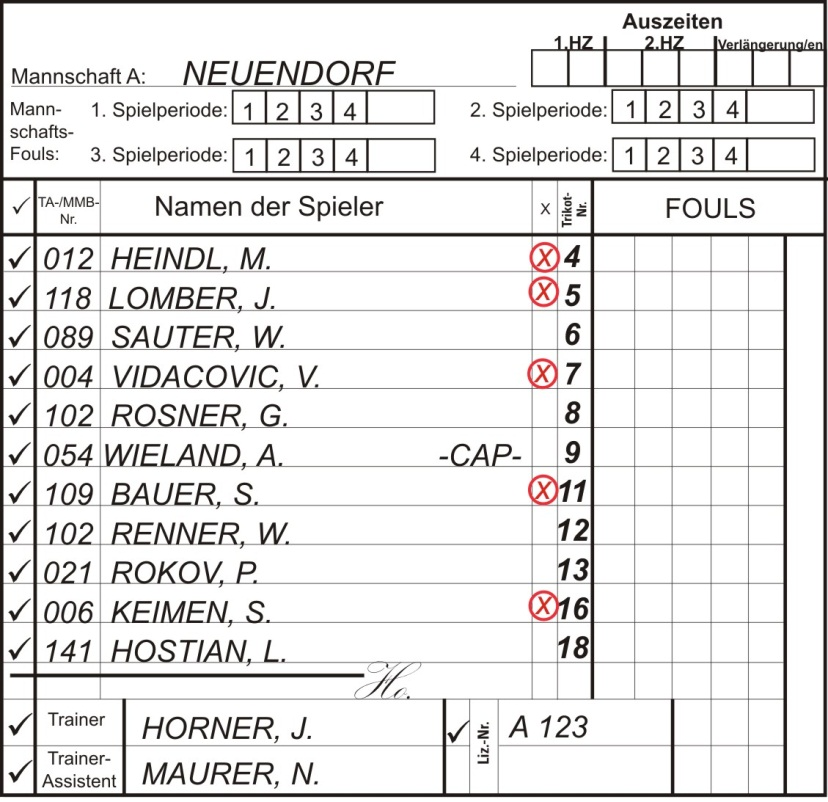 Auszeiten
1.HZ 2.HZ Verlängerung/en
Mannschaft A: NEUENDORF
Mann-
schafts-
Fouls:
1. Spielperiode: 1 2 3 4
2. Spielperiode: 1 2 3 4
3. Spielperiode: 1 2 3 4
4. Spielperiode: 1 2 3 4
✓ TA-/MMB-
Nr.
Namen der Spieler
x
Trikot-
Nr.
FOULS
✓ 012 HEINDL, M. X 4
✓ 118 LOMBER, J. X 5
✓ 089 SAUTER, W. 6
✓ 004 VIDACOVIC, V. X 7
✓ 102 ROSNER, G. 8
✓ 054 WIELAND, A. -CAP- 9
✓ 109 BAUER, S. X 11
✓ 102 RENNER, W. 12
✓ 021 ROKOV, P. 13
✓ 006 KEIMEN, S. X 16
✓ 141 HOSTIAN, L. 18
Ho.
✓ Trainer HORNER, J. ✓ Liz.-Nr. A 123
✓ Trainer-
Assistent
MAURER, N.